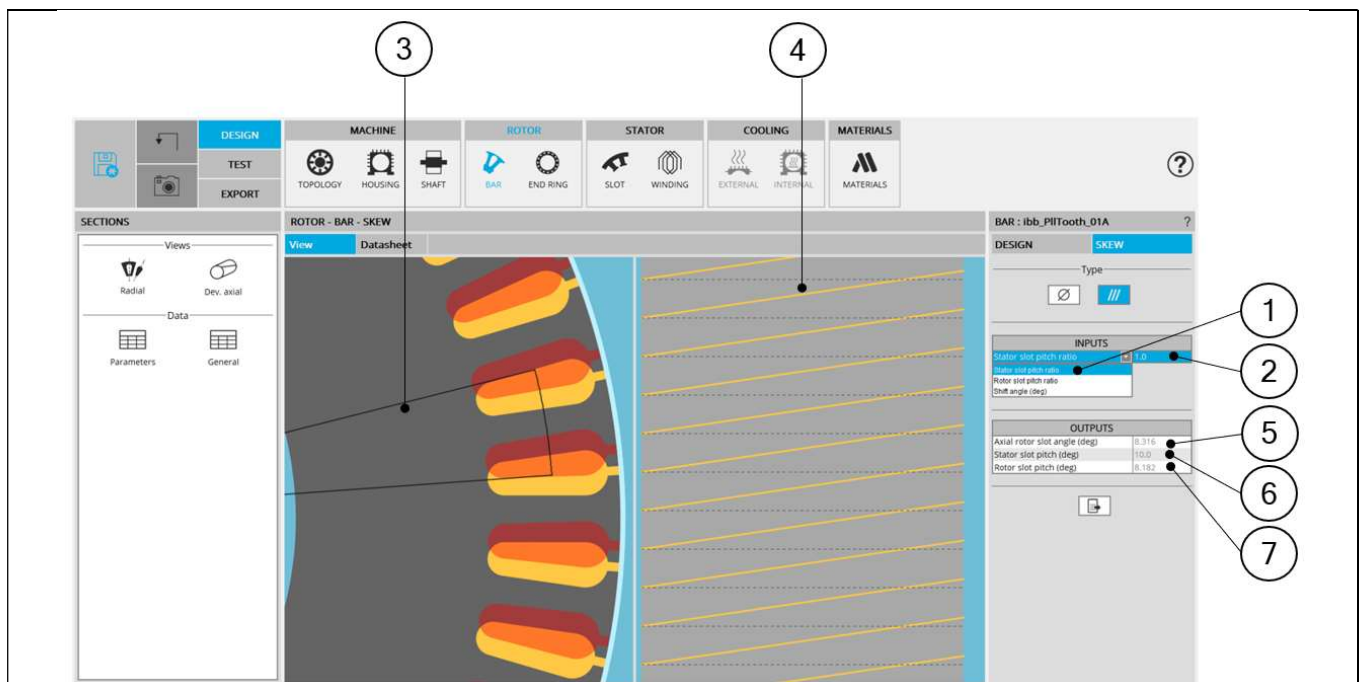 3
4
DESIGN
TEST
EXPORT
MACHINE
TOPOLOGY
HOUSING
SHAFT
ROTOR
BAR
END RING
STATOR
SLOT
WINDING
COOLING
EXTERNAL
INTERNAL
MATERIALS
MATERIALS
?
SECTIONS
Views
Radial
Dev. axial
Data
Parameters
General
ROTOR - BAR - SKEW
View
Datasheet
BAR : ibb_PllTooth_01A
?
DESIGN
SKEW
Type
INPUTS
Stator slot pitch ratio
1.0
Stator slot pitch ratio
Rotor slot pitch ratio
Shift angle (deg)
OUTPUTS
Axial rotor slot angle (deg)
8.316
Stator slot pitch (deg)
10.0
Rotor slot pitch (deg)
8.182
1
2
5
6
7